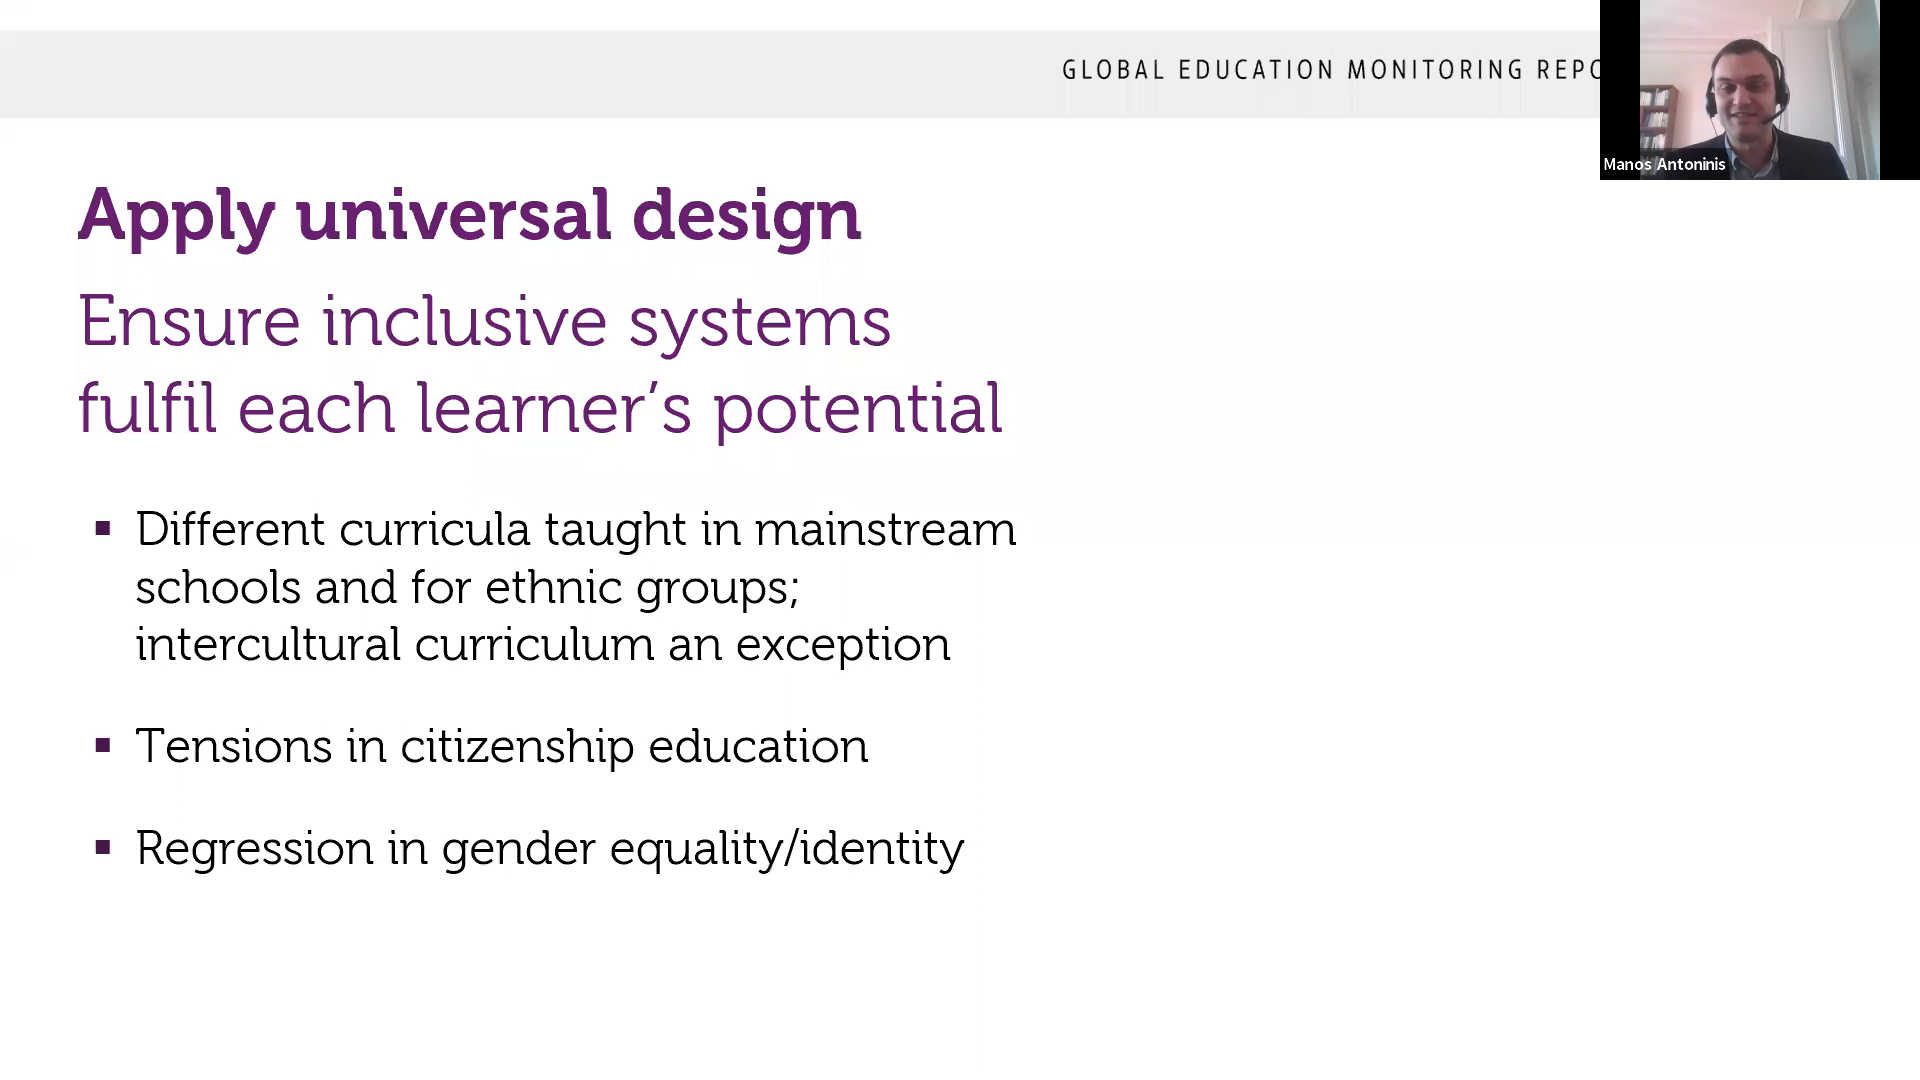 GLOBAL EDUCATION MONITORING REPO
Manos Antoninis
Apply universal design
Ensure inclusive systems
fulfil each learner’s potential
▪ Different curricula taught in mainstream
schools and for ethnic groups;
intercultural curriculum an exception
▪ Tensions in citizenship education
▪ Regression in gender equality/identity